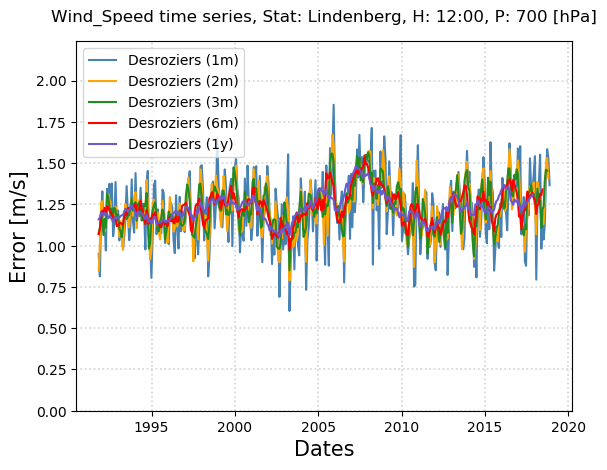 Wind_Speed time series, Stat: Lindenberg, H: 12:00, P: 700 [hPa]
Desroziers (1m)
Desroziers (2m)
Desroziers (3m)
Desroziers (6m)
Desroziers (1y)
2.00
1.75
1.50
1.25
1.00
0.75
0.50
0.25
0.00
Error [m/s]
1995
2000
2005
2010
2015
2020
Dates